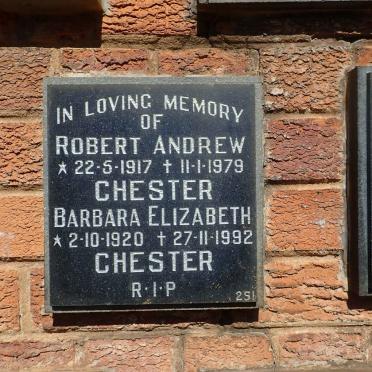 IN LOVING MEMORY
OF
ROBERT ANDREW
★ 22-5-1917 ✝ 11-1-1979
CHESTER
BARBARA ELIZABETH
★ 2-10-1920 ✝ 27-11-1992
CHESTER
R·I·P
251